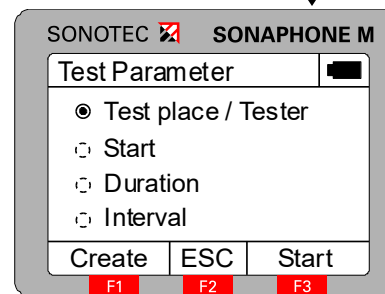 SONOTEC SONAPHONE M
Test Parameter
Test place / Tester
Start
Duration
Interval
Create ESC Start
F1 F2 F3